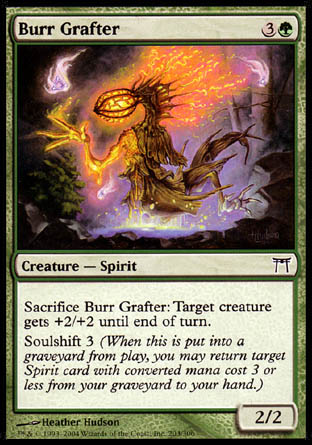 Burr Grafter 3
Creature — Spirit
Sacrifice Burr Grafter: Target creature
gets +2/+2 until end of turn.
Soulshift 3 (When this is put into a
graveyard from play, you may return target
Spirit card with converted mana cost 3 or
less from your graveyard to your hand.)
2/2
Heather Hudson